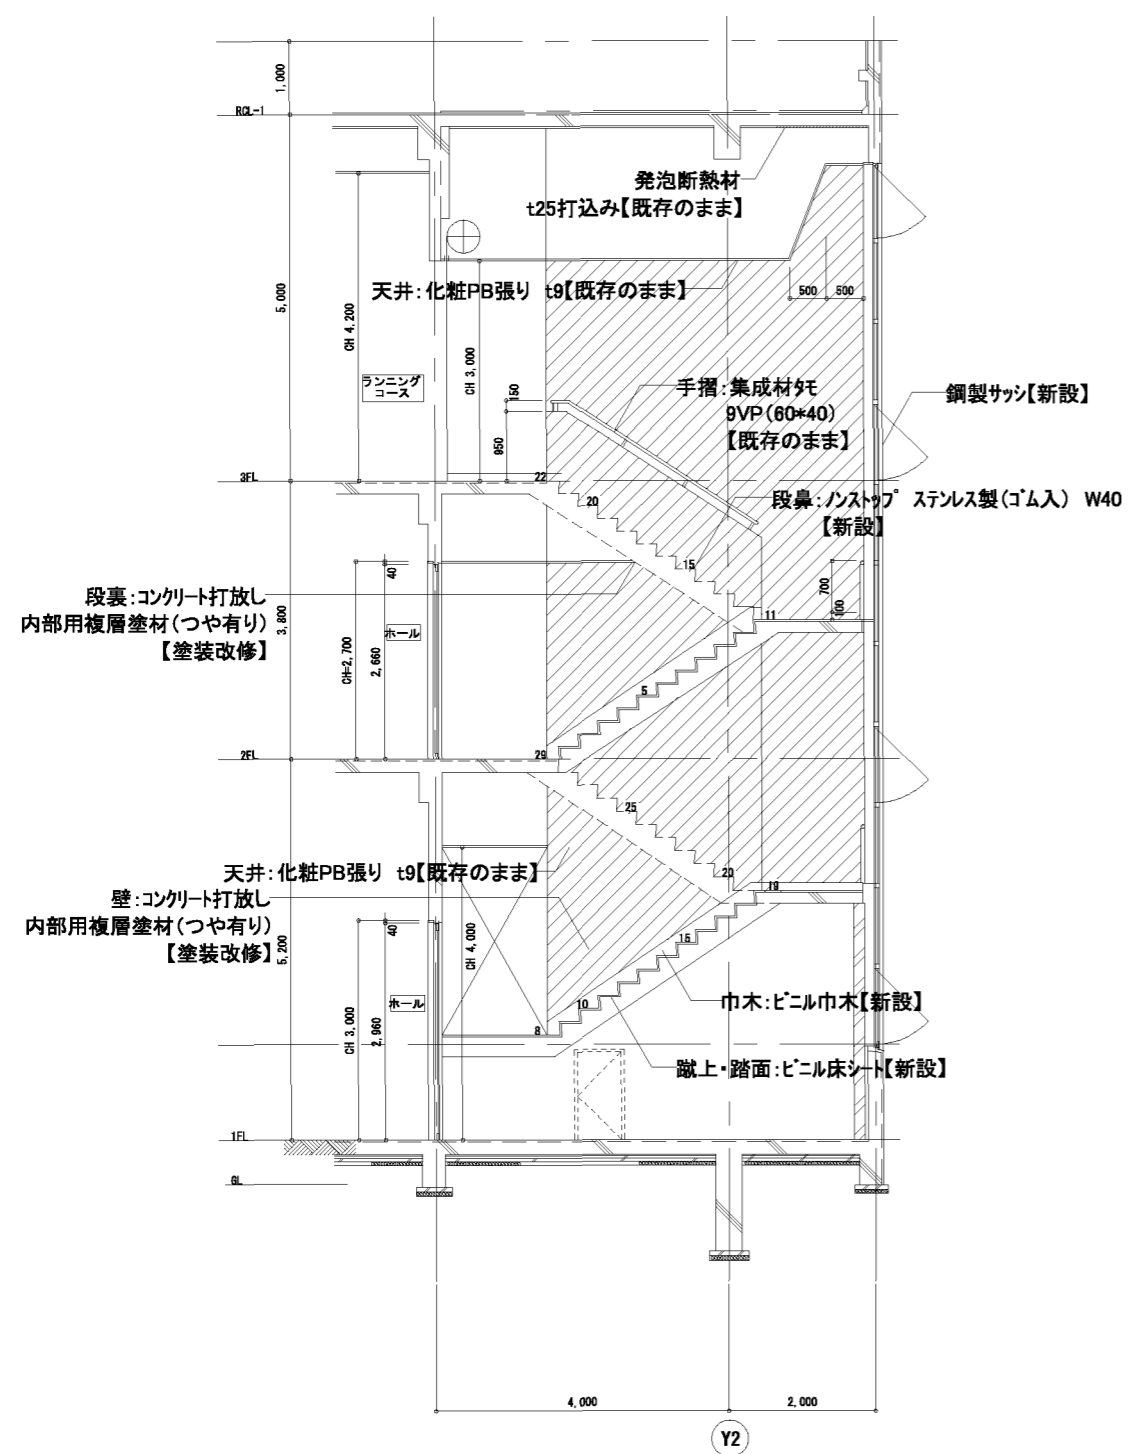 1,000
RCL-1
発泡断熱材
t25打込み【既存のまま】
天井:化粧PB張り t9【既存のまま】
500
500
5,000
CH 4,200
CH 3,000
ランニング
コース
150
950
手摺:集成材タモ
9VP(60*40)
【既存のまま】
鋼製サッシ【新設】
3FL
22
20
段鼻:ノンストップ ステンレス製(ゴム入) W40
【新設】
15
40
700
100
11
段裏:コンクリート打放し
内部用複層塗材(つや有り)
【塗装改修】
3,800
CH=2,700
2,660
ホール
5
2FL
29
25
20
19
天井:化粧PB張り t9【既存のまま】
壁:コンクリート打放し
内部用複層塗材(つや有り)
【塗装改修】
5,200
40
CH 4,000
15
CH 3,000
2,960
ホール
10
8
巾木:ビニル巾木【新設】
蹴上・踏面:ビニル床シート【新設】
1FL
GL
4,000
2,000
Y2